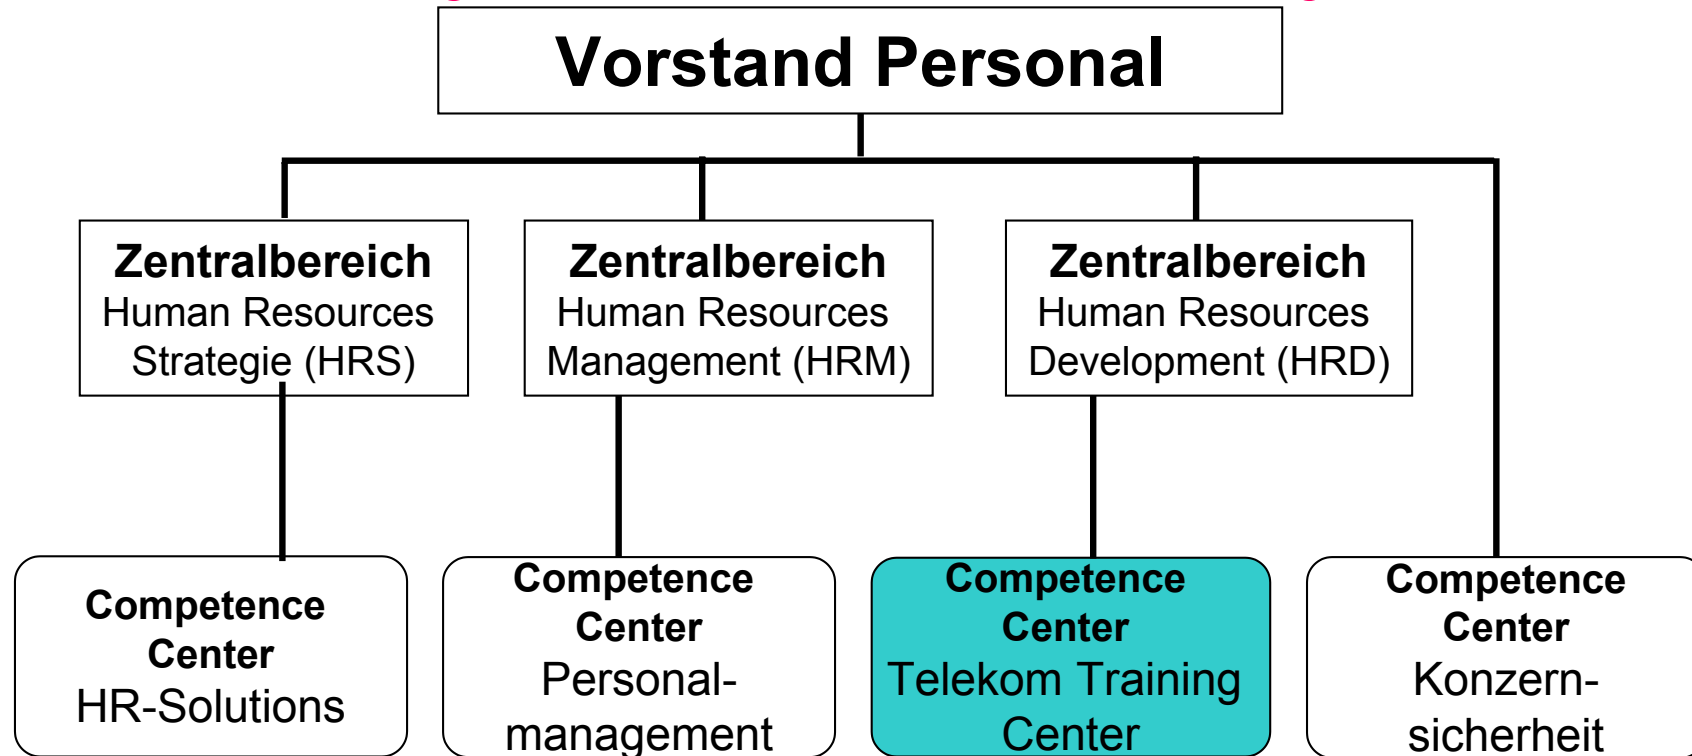 Vorstand Personal
Zentralbereich
Human Resources
Strategie (HRS)
Zentralbereich
Human Resources
Management (HRM)
Zentralbereich
Human Resources
Development (HRD)
Competence
Center
HR-Solutions
Competence
Center
Personal-
management
Competence
Center
Telekom Training
Center
Competence
Center
Konzern-
sicherheit